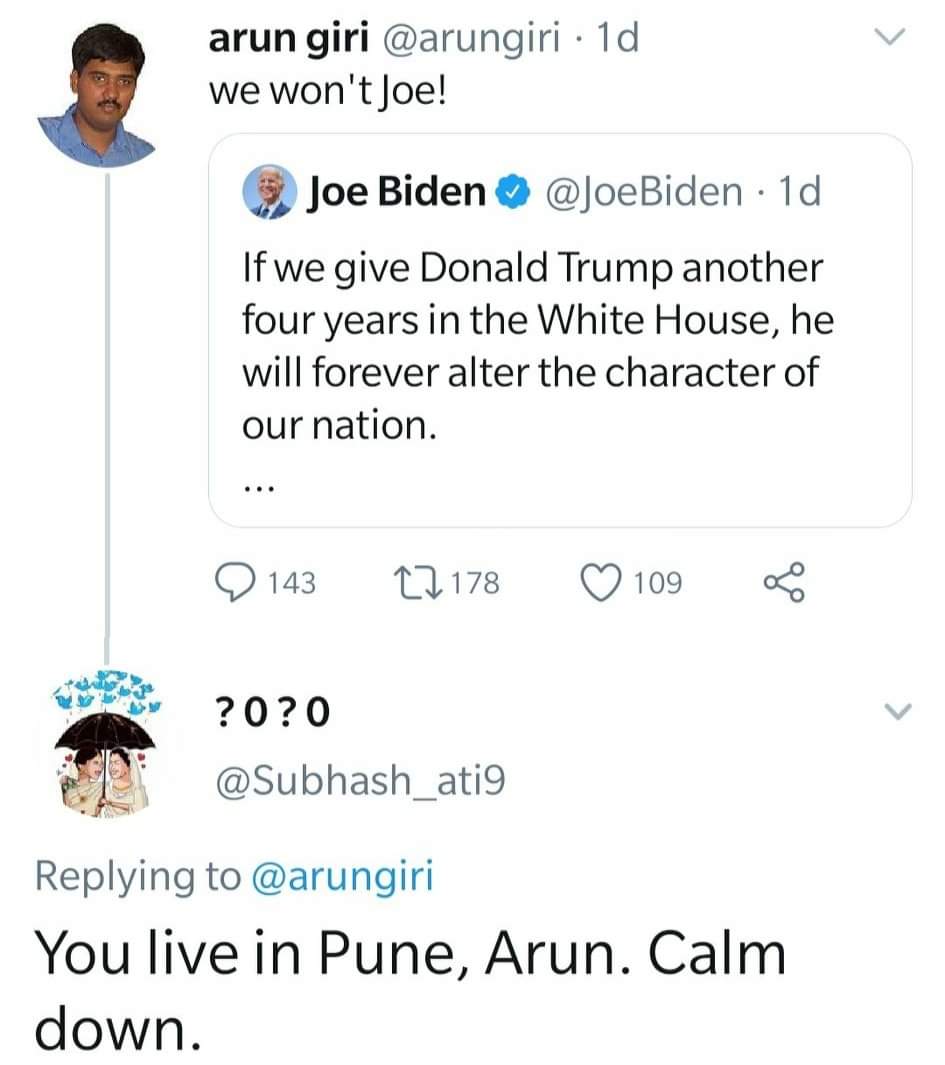 arun giri @arungiri · 1d
we won't Joe!
Joe Biden @JoeBiden · 1d
If we give Donald Trump another
four years in the White House, he
will forever alter the character of
our nation.
...
143 178 109
?0?0
@Subhash_ati9
Replying to @arungiri
You live in Pune, Arun. Calm
down.